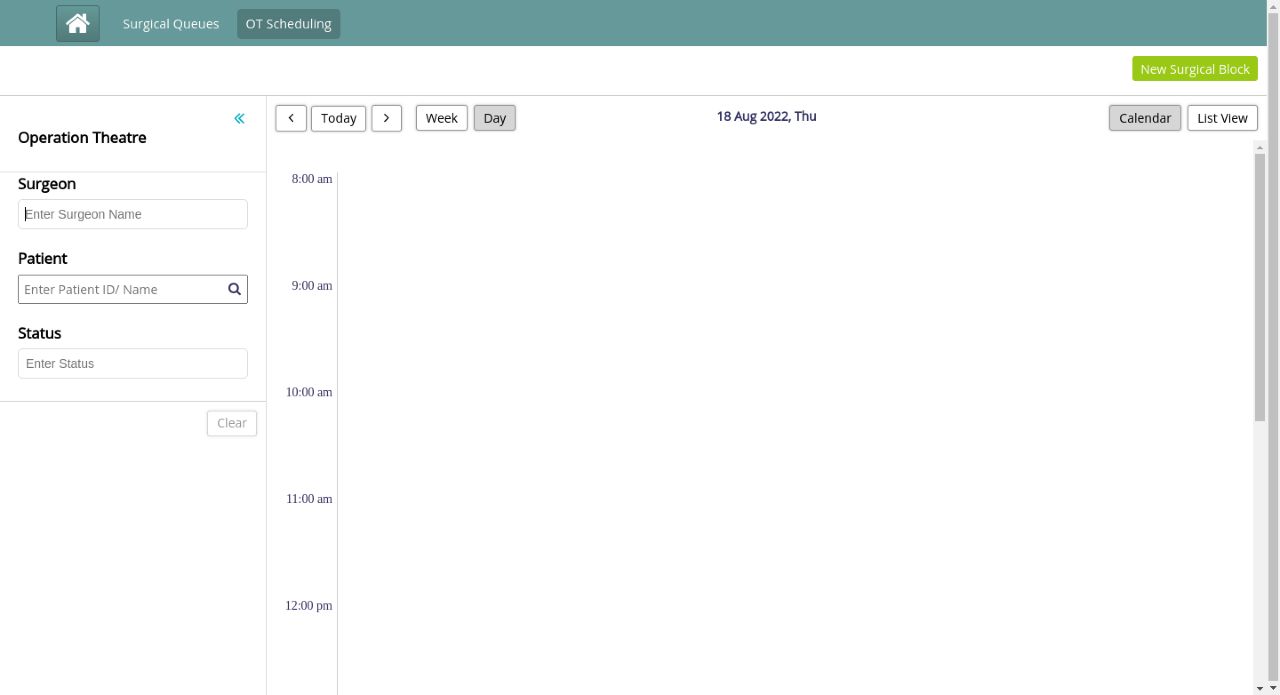 Surgical Queues
OT Scheduling
New Surgical Block
Operation Theatre
Surgeon
Enter Surgeon Name
Patient
Enter Patient ID/ Name
Status
Enter Status
Clear
Today
Week
Day
18 Aug 2022, Thu
Calendar
List View
8:00 am
9:00 am
10:00 am
11:00 am
12:00 pm